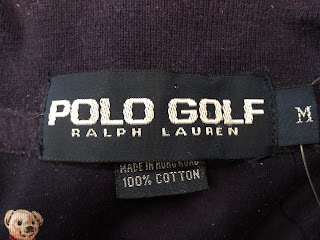 POLO GOLF
RALPH LAUREN
M
MADE IN HONG KONG
100% COTTON